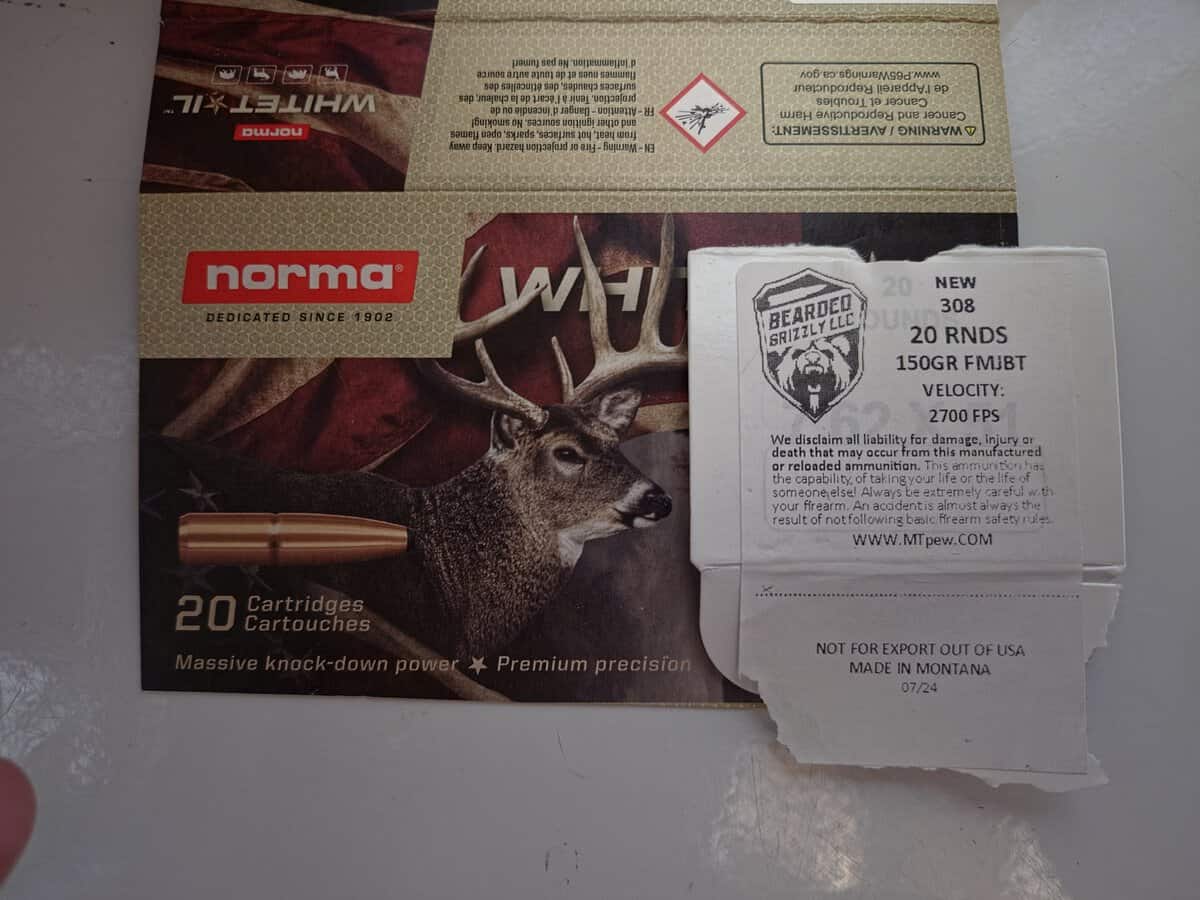 d'inflammation. Ne pas fumer!
flammes nues et de toute autre source
surfaces chaudes, des étincelles, des
projection. Tenir à l'écart de la chaleur, des
FR - Attention - Danger d'incendie ou de
and other ignition sources. No smoking!
from heat, hot surfaces, sparks, open flames
EN - Warning - Fire or projection hazard. Keep away
www.P65Warnings.ca.gov
de l'Appareil Reproducteur
Cancer et Troubles
Cancer and Reproductive Harm
WARNING / AVERTISSEMENT:
WHITETAIL™
norma
norma®
DEDICATED SINCE 1902
WHIT
20 Cartridges
Cartouches
Massive knock-down power ★ Premium precision
BEARDED
GRIZZLY LLC
NEW
308
20 RNDS
150GR FMJBT
VELOCITY:
2700 FPS
We disclaim all liability for damage, injury or
death that may occur from this manufactured
or reloaded ammunition. This ammunition has
the capability of taking your life or the life of
someone else! Always be extremely careful with
your firearm. An accident is almost always the
result of not following basic firearm safety rules.
WWW.MTpew.COM
NOT FOR EXPORT OUT OF USA
MADE IN MONTANA
07/24